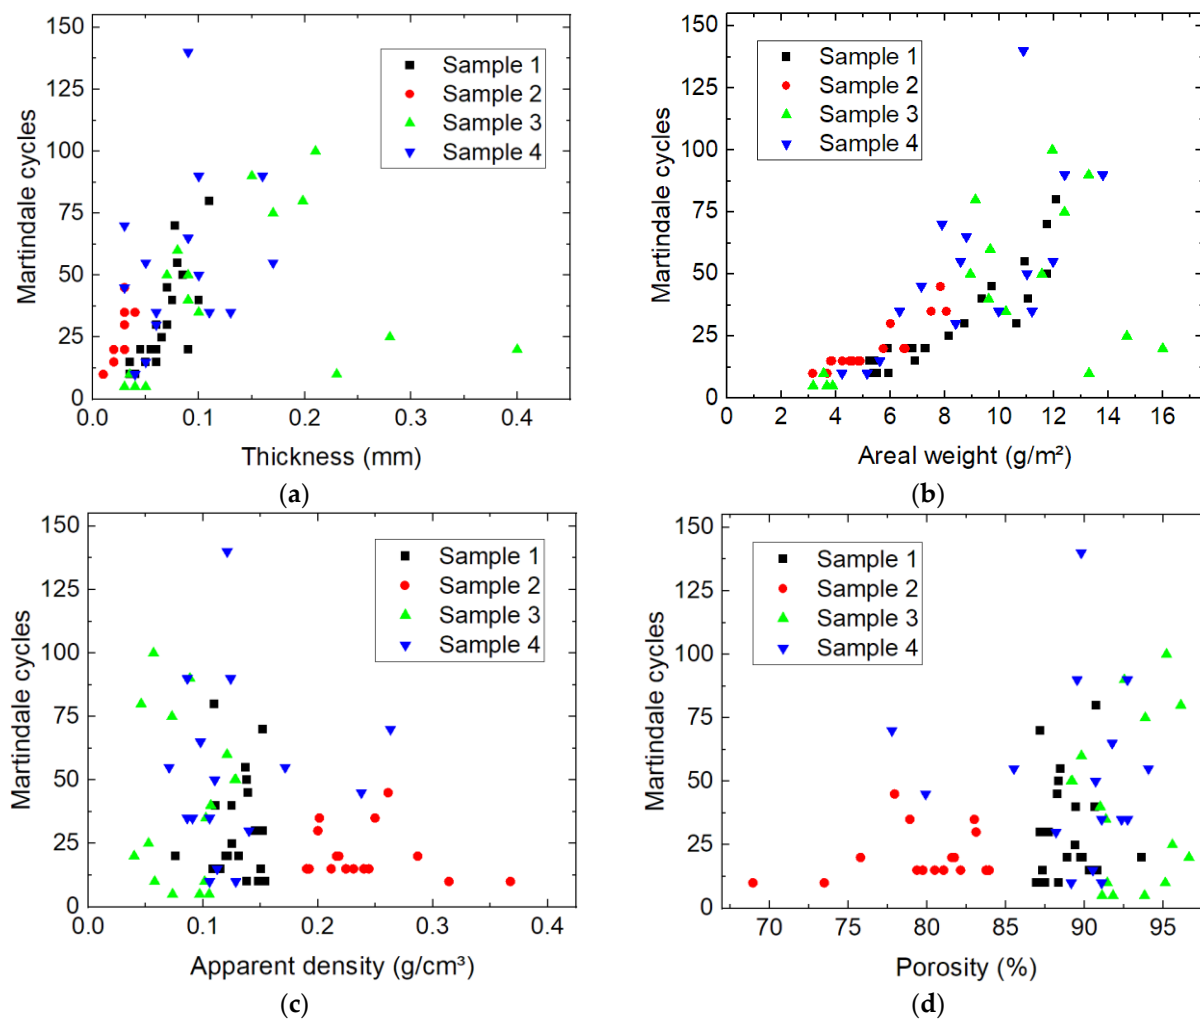 150
125
100
75
50
25
0
Martindale cycles
Sample 1
Sample 2
Sample 3
Sample 4
0.0 0.1 0.2 0.3 0.4
Thickness (mm)
(a)
150
125
100
75
50
25
0
Martindale cycles
Sample 1
Sample 2
Sample 3
Sample 4
0 2 4 6 8 10 12 14 16
Areal weight (g/m²)
(b)
150
125
100
75
50
25
0
Martindale cycles
Sample 1
Sample 2
Sample 3
Sample 4
0.0 0.1 0.2 0.3 0.4
Apparent density (g/cm³)
(c)
150
125
100
75
50
25
0
Martindale cycles
Sample 1
Sample 2
Sample 3
Sample 4
70 75 80 85 90 95
Porosity (%)
(d)